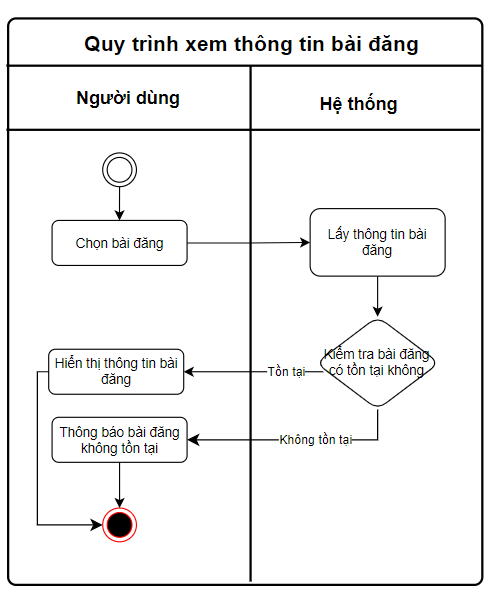 Quy trình xem thông tin bài đăng
Người dùng
Hệ thống
Chọn bài đăng
Lấy thông tin bài
đăng
Kiểm tra bài đăng
có tồn tại không
Tồn tại
Hiển thị thông tin bài
đăng
Không tồn tại
Thông báo bài đăng
không tồn tại